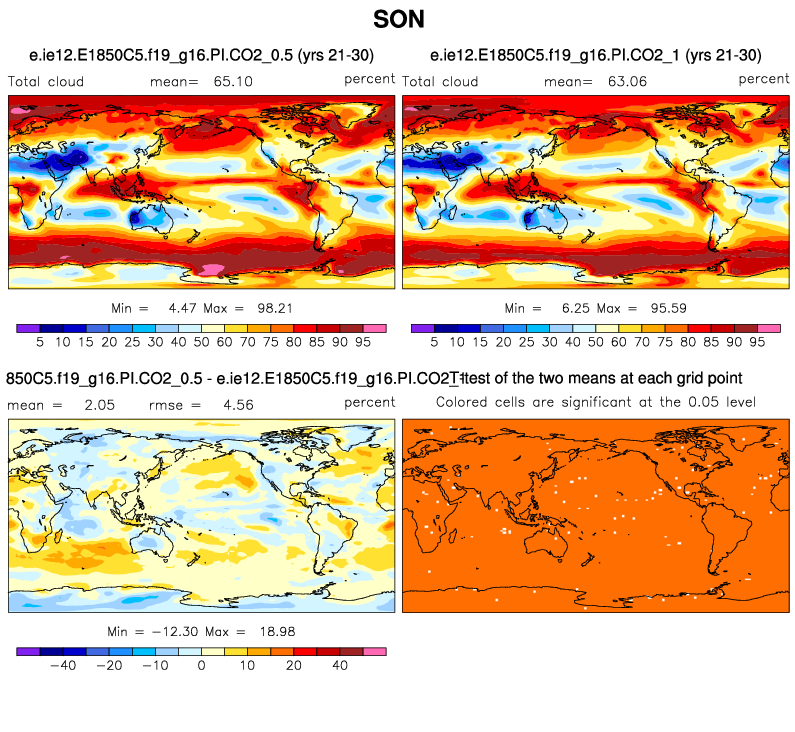 SON
e.ie12.E1850C5.f19_g16.PI.CO2_0.5 (yrs 21-30)
e.ie12.E1850C5.f19_g16.PI.CO2_1 (yrs 21-30)
Total cloud mean= 65.10 percent
Total cloud mean= 63.06 percent
Min = 4.47 Max = 98.21
Min = 6.25 Max = 95.59
5 10 15 20 25 30 40 50 60 70 80 85 90 95
5 10 15 20 25 30 40 50 60 70 80 85 90 95
850C5.f19_g16.PI.CO2_0.5 - e.ie12.E1850C5.f19_g16.PI.CO2_1
T-test of the two means at each grid point
mean = 2.05 rmse = 4.56 percent
Colored cells are significant at the 0.05 level
Min = −12.30 Max = 18.98
−40 −20 −10 0 10 20 40